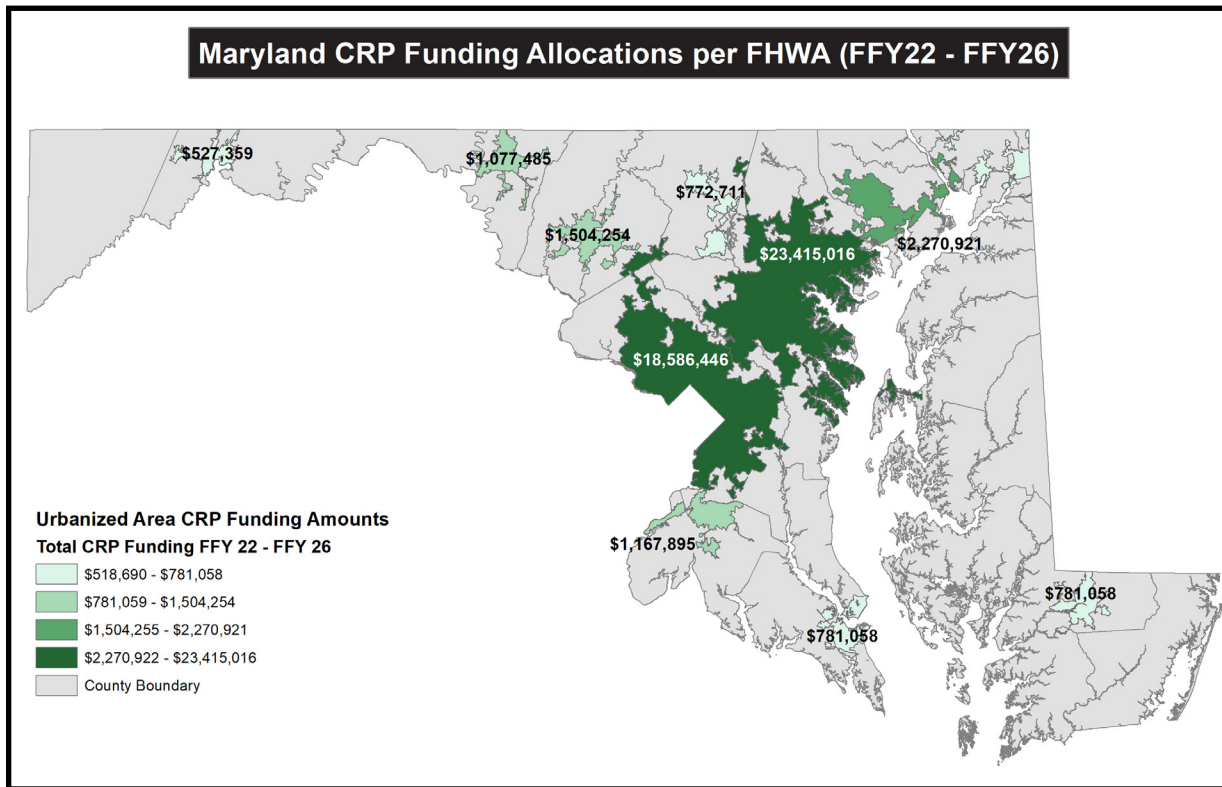 Maryland CRP Funding Allocations per FHWA (FFY22 - FFY26)
$527,359
$1,077,485
$772,711
$1,504,254
$2,270,921
$23,415,016
$18,586,446
$1,167,895
$781,058
$781,058
Urbanized Area CRP Funding Amounts
Total CRP Funding FFY 22 - FFY 26
$518,690 - $781,058
$781,059 - $1,504,254
$1,504,255 - $2,270,921
$2,270,922 - $23,415,016
County Boundary